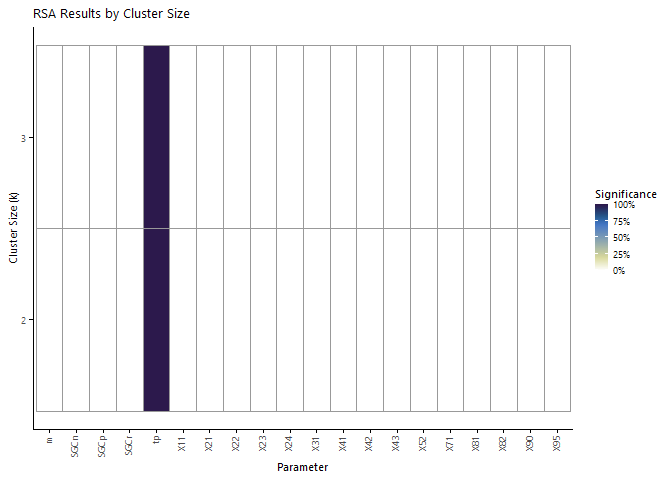 RSA Results by Cluster Size
Cluster Size (k)
3
2
m
SGCn
SGCp
SGCr
tp
X11
X21
X22
X23
X24
X31
X41
X42
X43
X52
X71
X81
X82
X90
X95
Parameter
Significance
100%
75%
50%
25%
0%